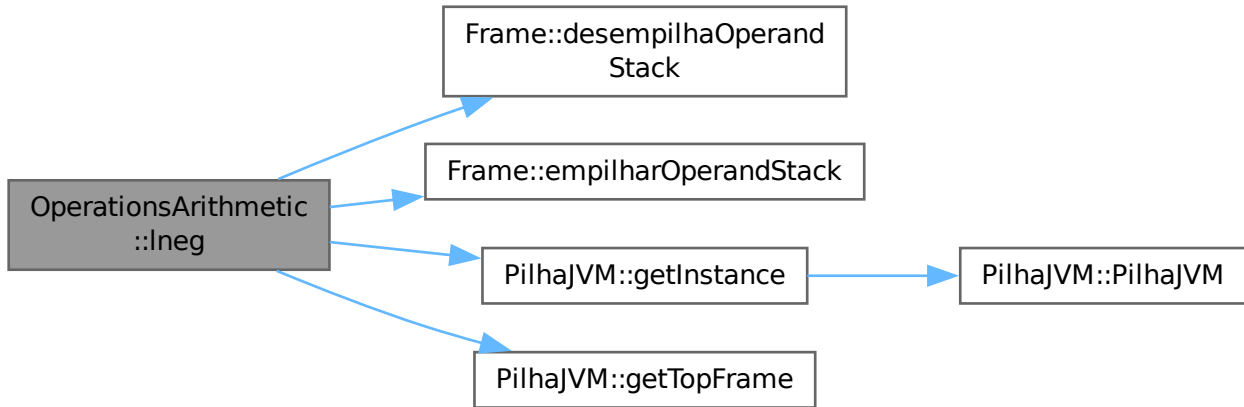 Frame::desempilhaOperand
Stack
Frame::empilharOperandStack
OperationsArithmetic
::lneg
PilhaJVM::getInstance
PilhaJVM::PilhaJVM
PilhaJVM::getTopFrame